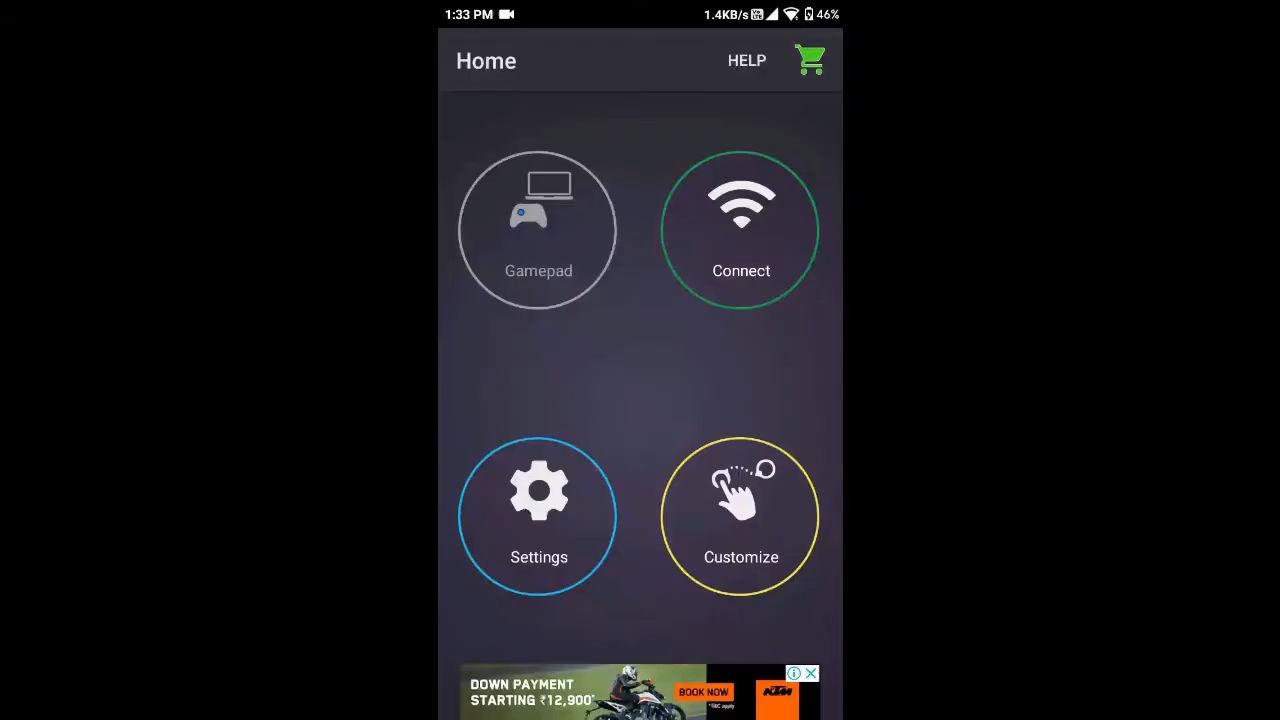 1:33 PM 1.4KB/s 46%
Home HELP
Gamepad Connect
Settings Customize
DOWN PAYMENT
STARTING ₹12,900*
BOOK NOW
KTM